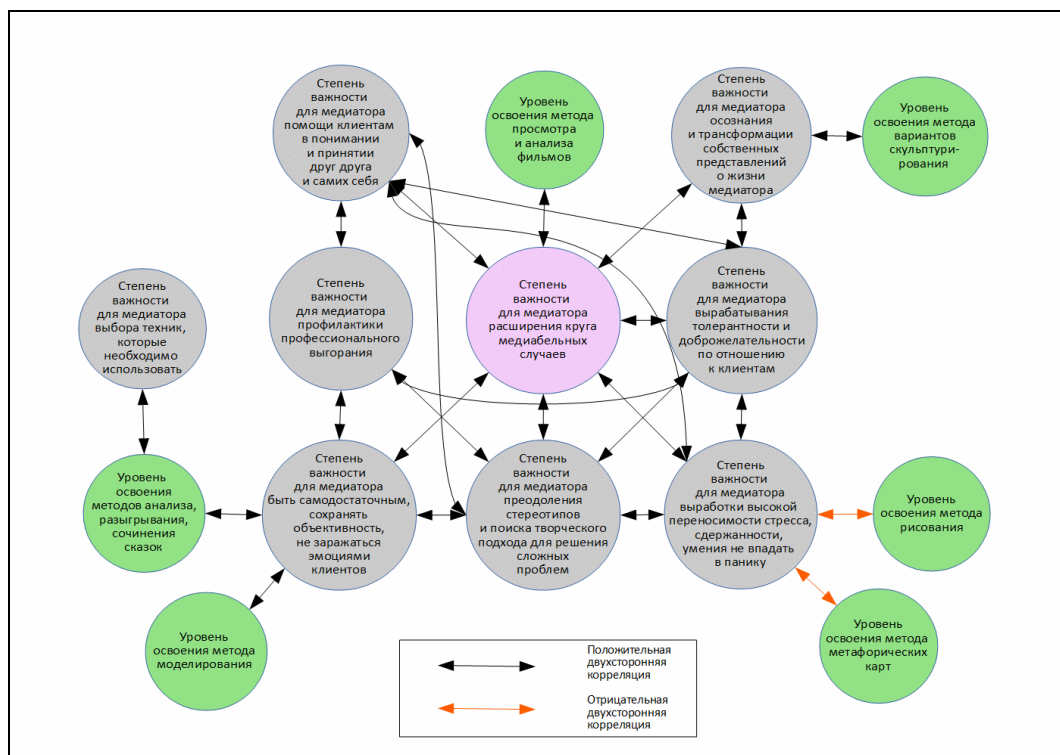 Степень
важности
для медиатора
помощи клиентам
в понимании
и принятии
друг друга
и самих себя
Уровень
освоения метода
просмотра
и анализа
фильмов
Степень
важности
для медиатора
осознания
и трансформации
собственных
представлений
о жизни
медиатора
Уровень
освоения метода
вариантов
скульптури-
рования
Степень
важности
для медиатора
выбора техник,
которые
необходимо
использовать
Степень
важности
для медиатора
профилактики
профессионального
выгорания
Степень
важности
для медиатора
расширения круга
медиабельных
случаев
Степень
важности
для медиатора
вырабатывания
толерантности и
доброжелательности
по отношению
к клиентам
Уровень
освоения
методов анализа,
разыгрывания,
сочинения
сказок
Степень
важности
для медиатора
быть самодостаточным,
сохранять
объективность,
не заражаться
эмоциями
клиентов
Степень
важности
для медиатора
преодоления
стереотипов
и поиска творческого
подхода для решения
сложных
проблем
Степень
важности
для медиатора
выработки высокой
переносимости стресса,
сдержанности,
умения не впадать
в панику
Уровень
освоения метода
рисования
Уровень
освоения метода
моделирования
Уровень
освоения метода
метафорических
карт
Положительная
двухсторонняя
корреляция
Отрицательная
двухсторонняя
корреляция